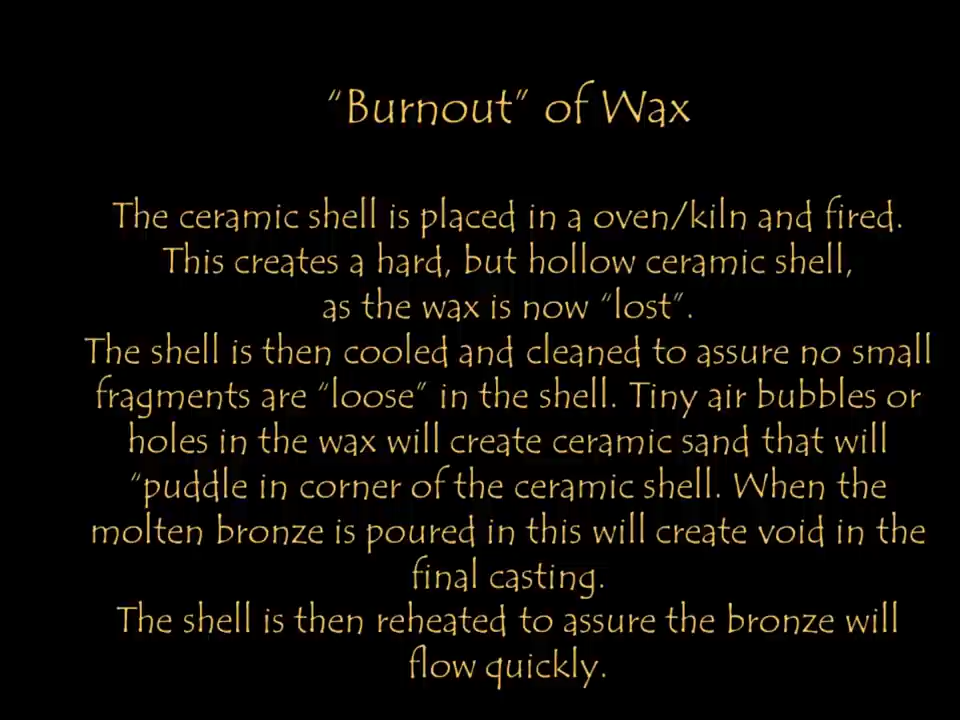 “Burnout” of Wax
The ceramic shell is placed in a oven/kiln and fired.
This creates a hard, but hollow ceramic shell,
as the wax is now “lost”.
The shell is then cooled and cleaned to assure no small
fragments are “loose” in the shell. Tiny air bubbles or
holes in the wax will create ceramic sand that will
“puddle in corner of the ceramic shell. When the
molten bronze is poured in this will create void in the
final casting.
The shell is then reheated to assure the bronze will
flow quickly.